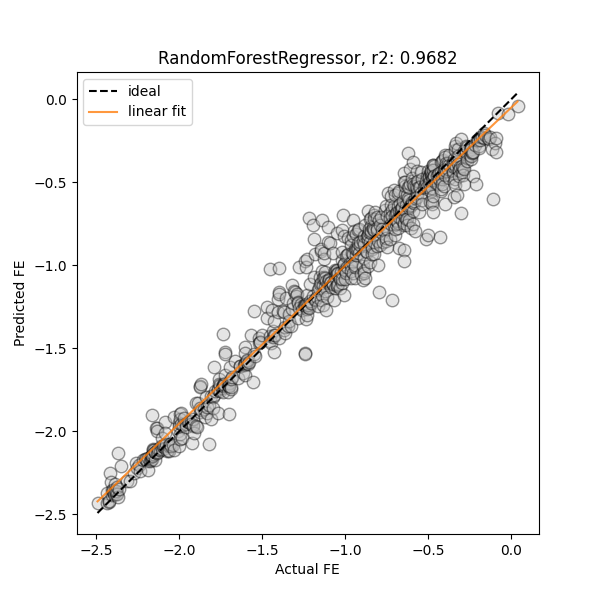 RandomForestRegressor, r2: 0.9682
ideal
linear fit
0.0
−0.5
−1.0
−1.5
−2.0
−2.5
Predicted FE
−2.5 −2.0 −1.5 −1.0 −0.5 0.0
Actual FE